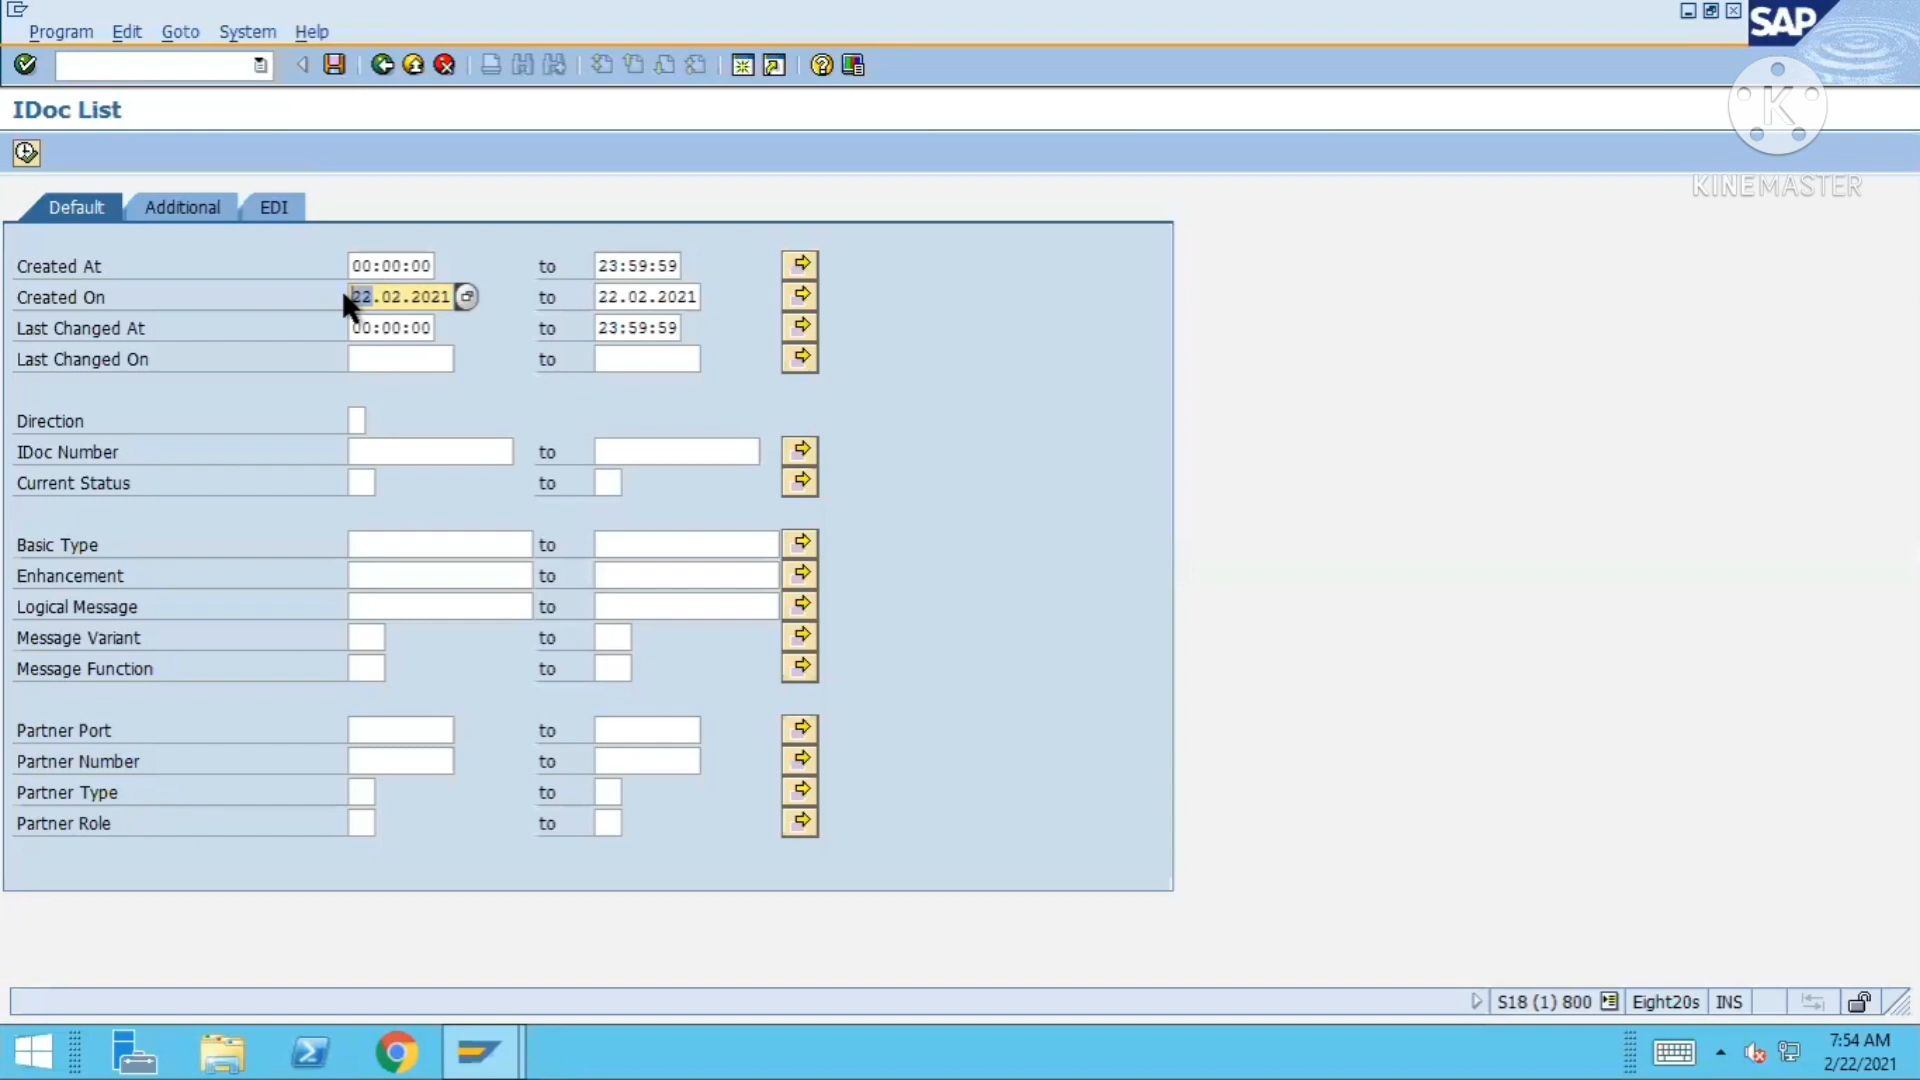 Program Edit Goto System Help
SAP
IDoc List
K
KINEMASTER
Default Additional EDI
Created At 00:00:00 to 23:59:59
Created On 22.02.2021 to 22.02.2021
Last Changed At 00:00:00 to 23:59:59
Last Changed On to
Direction
IDoc Number to
Current Status to
Basic Type to
Enhancement to
Logical Message to
Message Variant to
Message Function to
Partner Port to
Partner Number to
Partner Type to
Partner Role to
S18 (1) 800 Eight20s INS
7:54 AM
2/22/2021